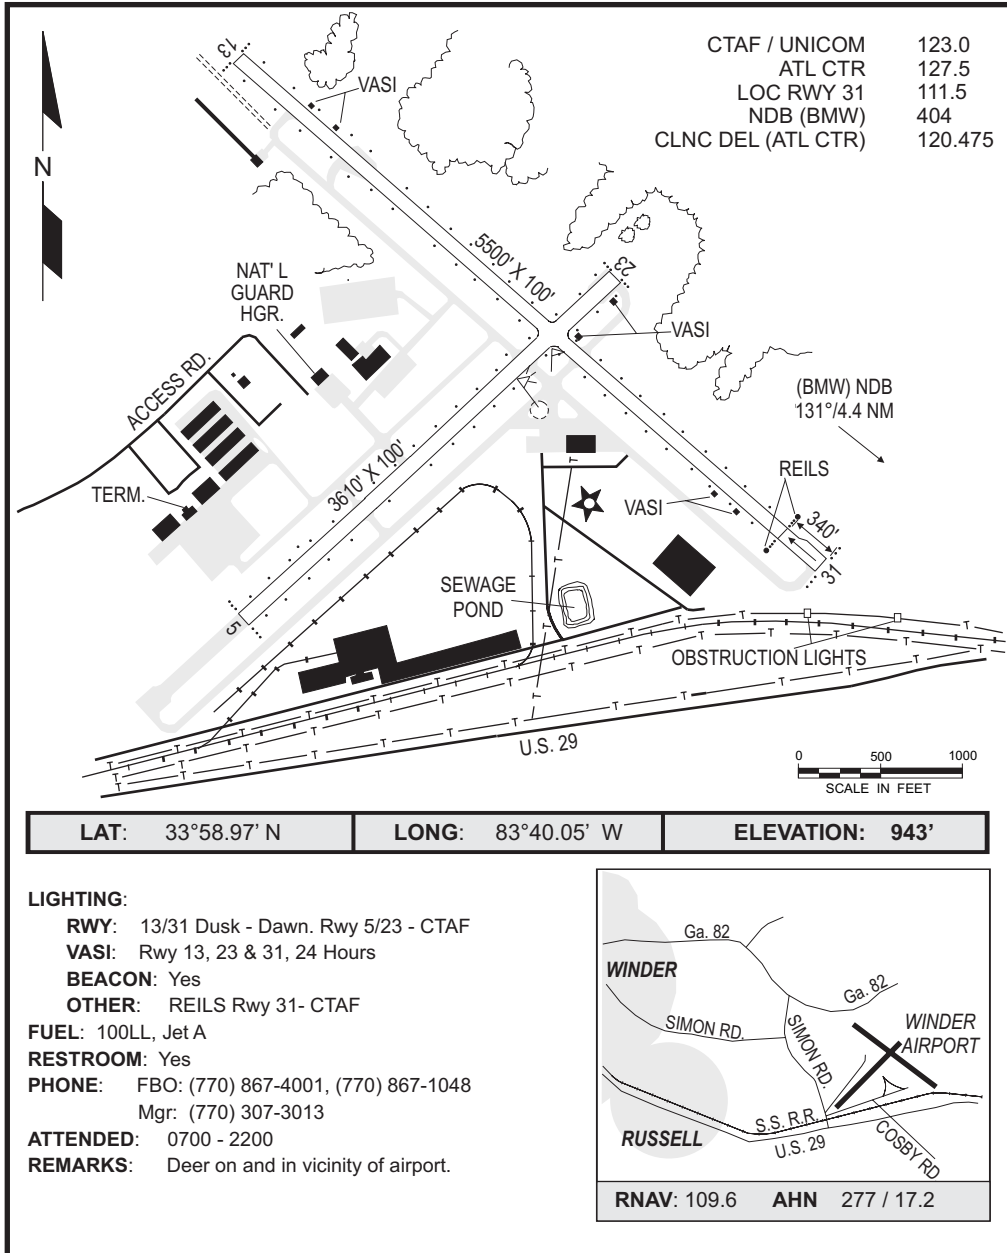 CTAF / UNICOM 123.0
ATL CTR 127.5
LOC RWY 31 111.5
NDB (BMW) 404
CLNC DEL (ATL CTR) 120.475
13
VASI
N
5500' X 100'
23
NAT' L
GUARD
HGR.
VASI
ACCESS RD.
(BMW) NDB
131°/4.4 NM
3610' X 100'
REILS
TERM.
VASI
340'
31
SEWAGE
POND
5
OBSTRUCTION LIGHTS
U.S. 29
0 500 1000
SCALE IN FEET
LAT: 33°58.97' N LONG: 83°40.05' W ELEVATION: 943'
LIGHTING:
RWY: 13/31 Dusk - Dawn. Rwy 5/23 - CTAF
VASI: Rwy 13, 23 & 31, 24 Hours
BEACON: Yes
OTHER: REILS Rwy 31- CTAF
FUEL: 100LL, Jet A
RESTROOM: Yes
PHONE: FBO: (770) 867-4001, (770) 867-1048
Mgr: (770) 307-3013
ATTENDED: 0700 - 2200
REMARKS: Deer on and in vicinity of airport.
Ga. 82
WINDER
Ga. 82
SIMON RD.
SIMON RD.
WINDER
AIRPORT
S.S. R.R.
RUSSELL
U.S. 29
COSBY RD
RNAV: 109.6 AHN 277 / 17.2